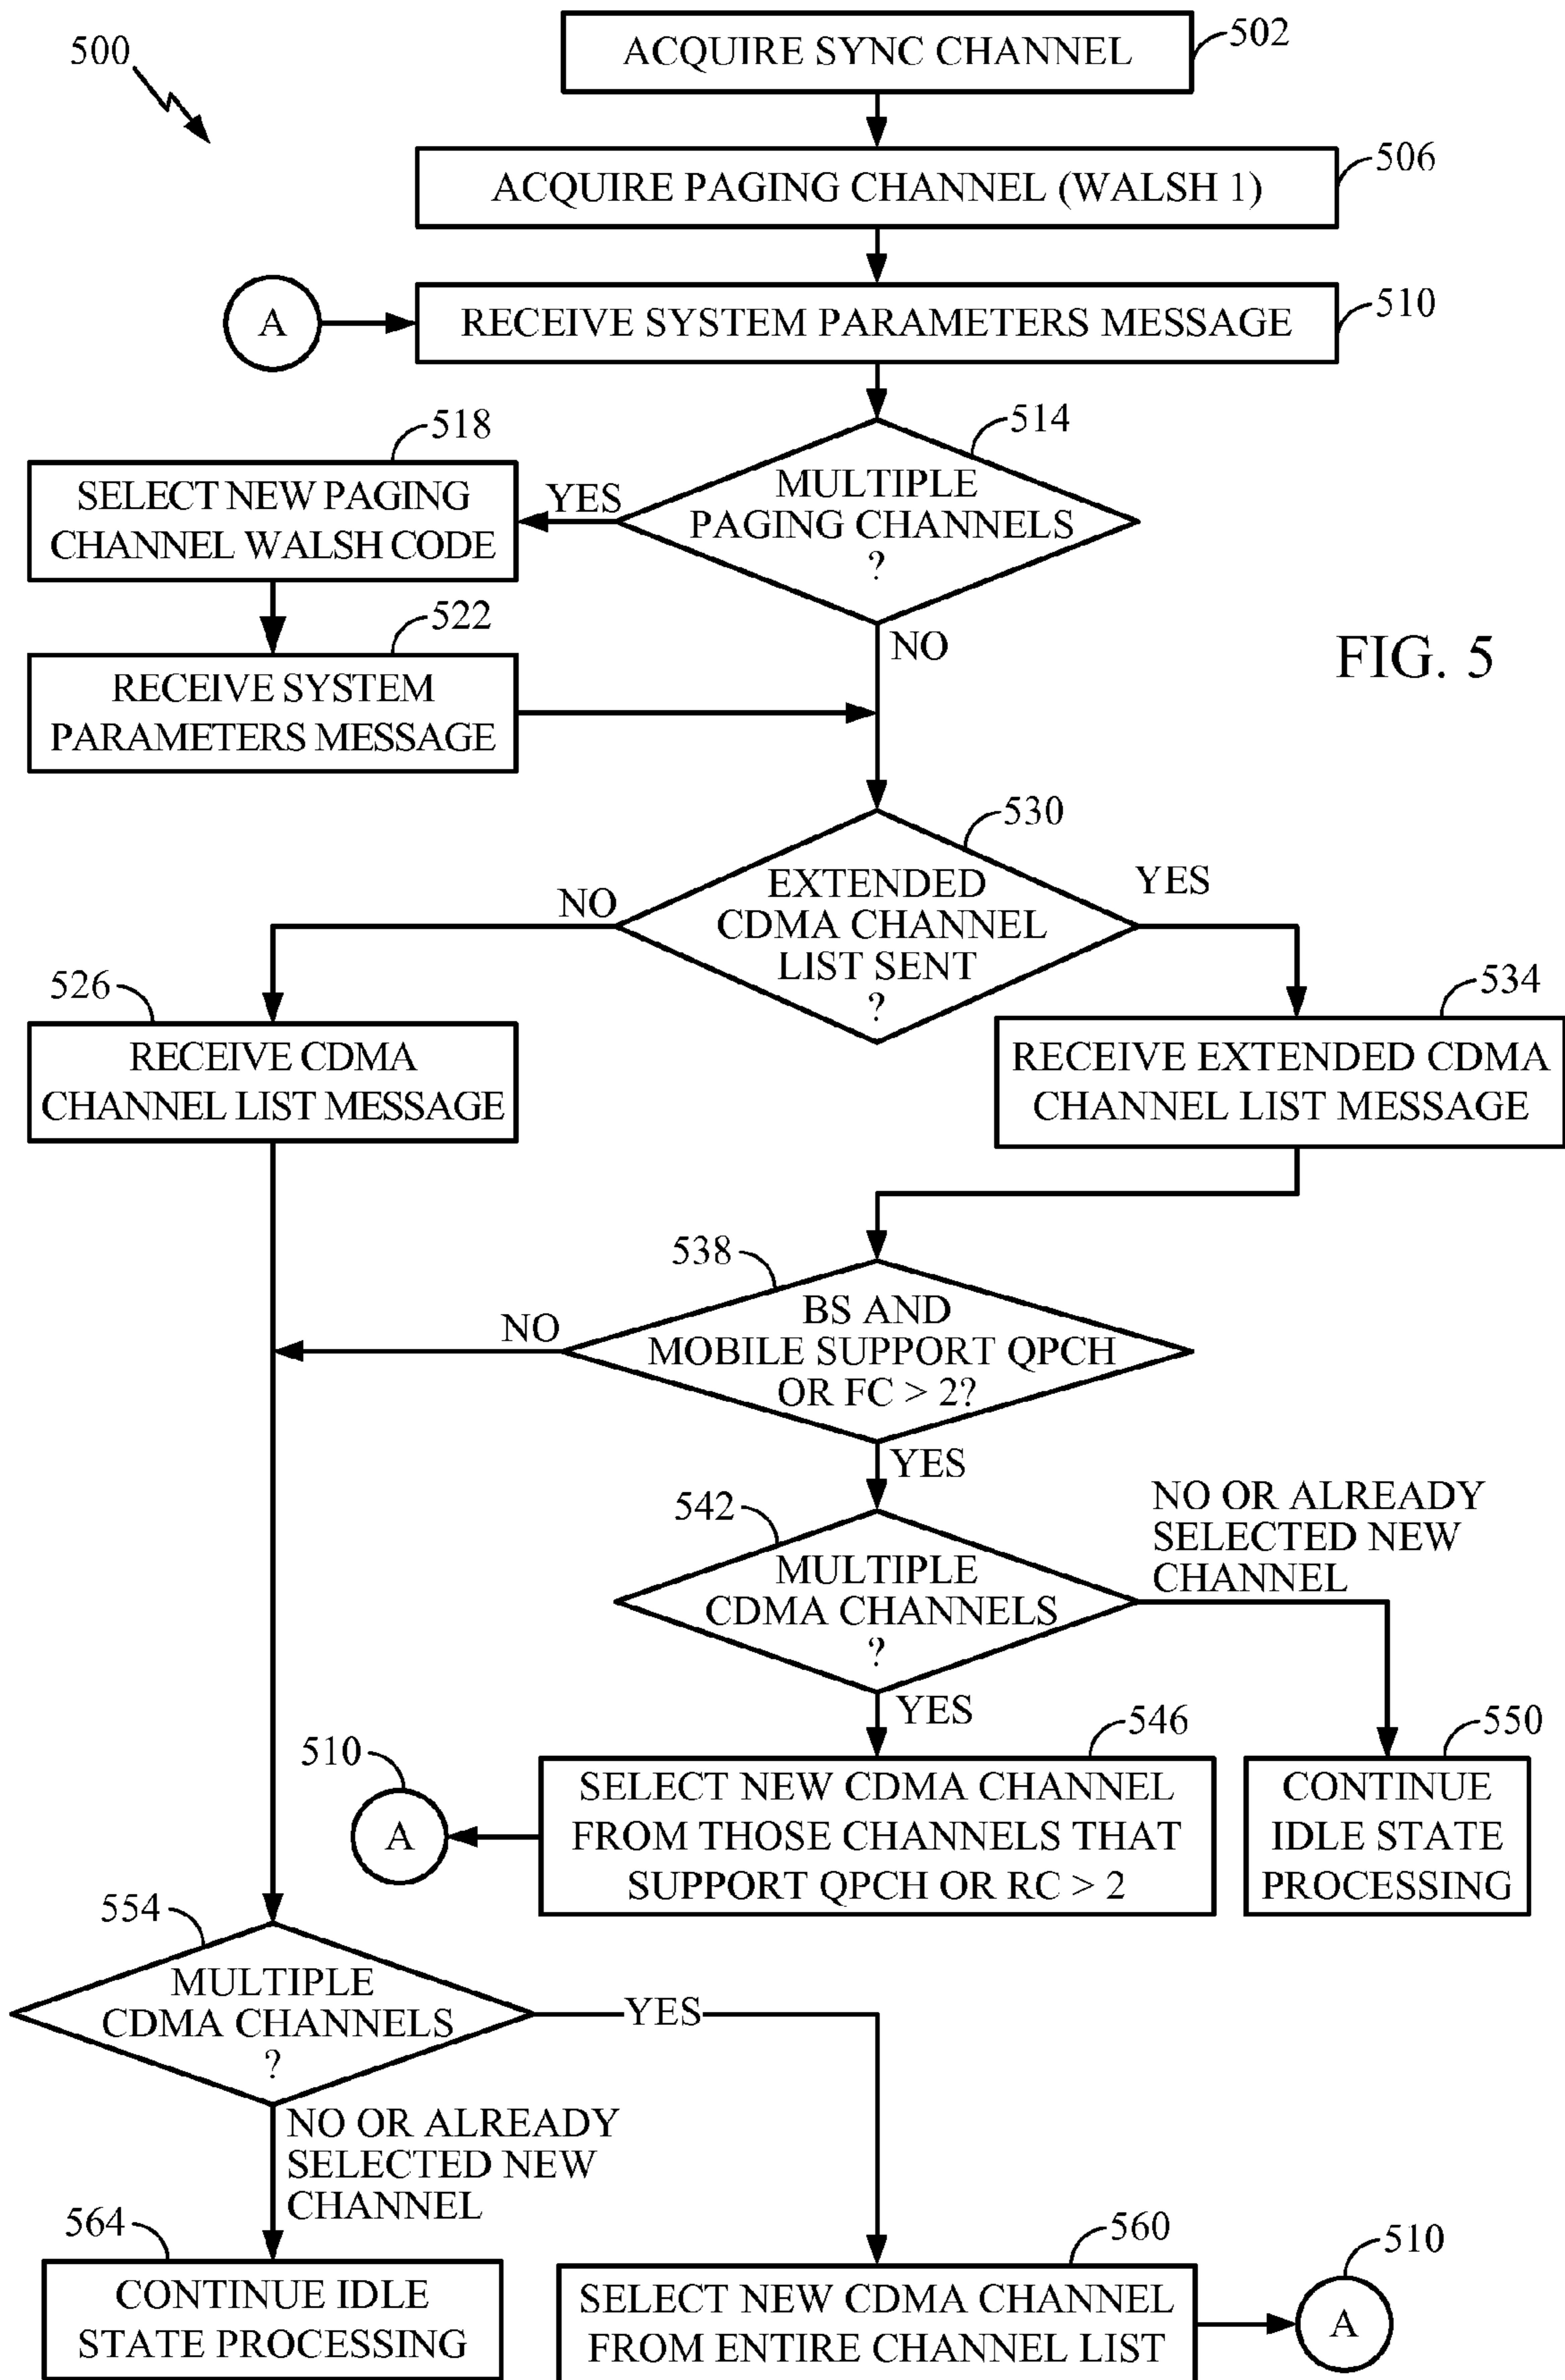 500
ACQUIRE SYNC CHANNEL
502
ACQUIRE PAGING CHANNEL (WALSH 1)
506
A
RECEIVE SYSTEM PARAMETERS MESSAGE
510
514
MULTIPLE
PAGING CHANNELS
?
YES
518
SELECT NEW PAGING
CHANNEL WALSH CODE
522
RECEIVE SYSTEM
PARAMETERS MESSAGE
NO
FIG. 5
530
EXTENDED
CDMA CHANNEL
LIST SENT
?
NO
YES
526
RECEIVE CDMA
CHANNEL LIST MESSAGE
534
RECEIVE EXTENDED CDMA
CHANNEL LIST MESSAGE
538
BS AND
MOBILE SUPPORT QPCH
OR FC > 2?
NO
YES
542
MULTIPLE
CDMA CHANNELS
?
NO OR ALREADY
SELECTED NEW
CHANNEL
YES
546
SELECT NEW CDMA CHANNEL
FROM THOSE CHANNELS THAT
SUPPORT QPCH OR RC > 2
510
A
550
CONTINUE
IDLE STATE
PROCESSING
554
MULTIPLE
CDMA CHANNELS
?
YES
NO OR ALREADY
SELECTED NEW
CHANNEL
564
CONTINUE IDLE
STATE PROCESSING
560
SELECT NEW CDMA CHANNEL
FROM ENTIRE CHANNEL LIST
510
A